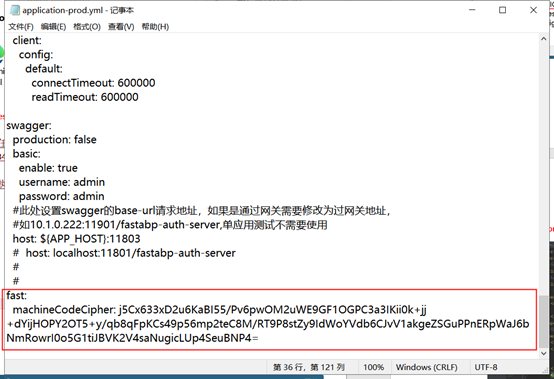 application-prod.yml - 记事本
文件(F) 编辑(E) 格式(O) 查看(V) 帮助(H)
client:
config:
default:
connectTimeout: 600000
readTimeout: 600000
swagger:
production: false
basic:
enable: true
username: admin
password: admin
#此处设置swagger的base-url请求地址，如果是通过网关需要修改为过网关地址，
#如10.1.0.222:11901/fastabp-auth-server,单应用测试不需要使用
host: $(APP_HOST):11803
# host: localhost:11801/fastabp-auth-server
#
#
fast:
machineCodeCipher: j5Cx633xD2u6KaBI55/Pv6pwOM2uWE9GF1OGPC3a3IKii0k+jj
+dYijHOPY2OT5+y/qb8qFpKCs49p56mp2teC8M/RT9P8stZy9IdWoYVdb6CJvV1akgeZSGuPPnERpWaJ6b
NmRowrI0o5G1tiJBVK2V4saNugicLUp4SeuBNP4=
第 36 行，第 121 列 100% Windows (CRLF) UTF-8